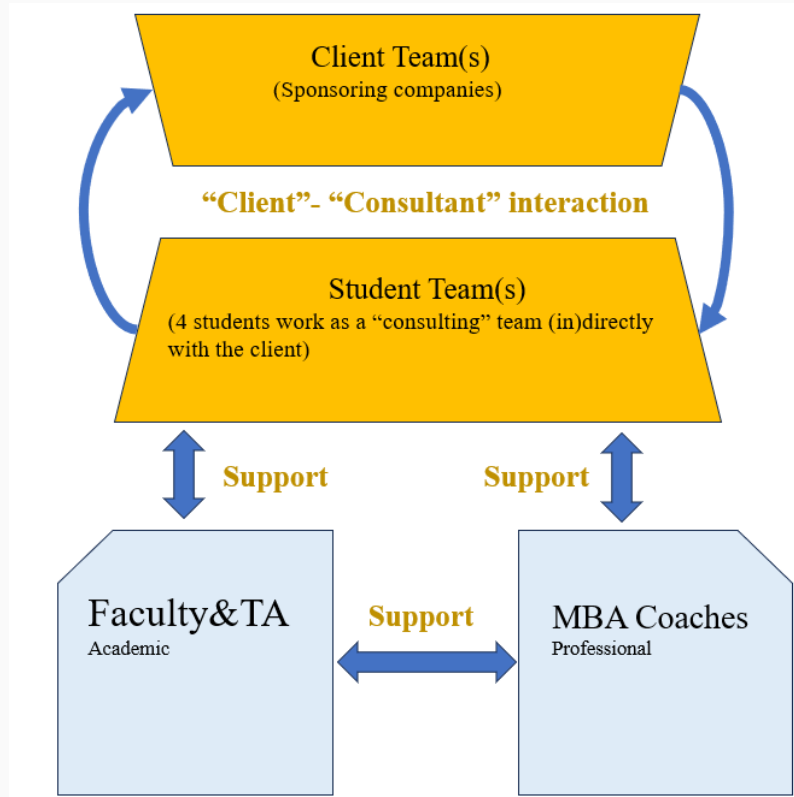 Client Team(s)
(Sponsoring companies)
“Client”- “Consultant” interaction
Student Team(s)
(4 students work as a “consulting” team (in)directly
with the client)
Support
Support
Faculty&TA
Academic
Support
MBA Coaches
Professional